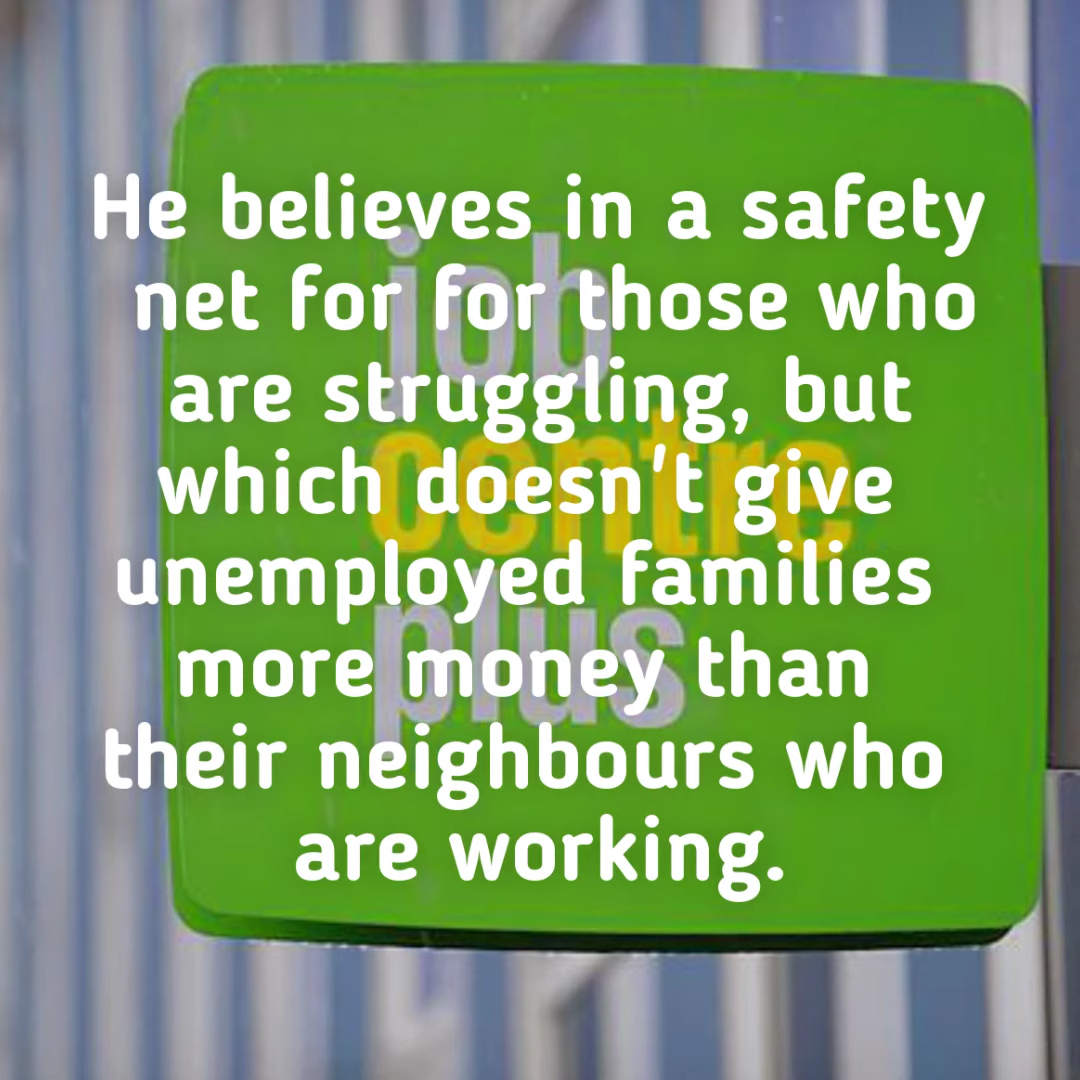 He believes in a safety
net for for those who
are struggling, but
which doesn't give
unemployed families
more money than
their neighbours who
are working.
job
centre
plus